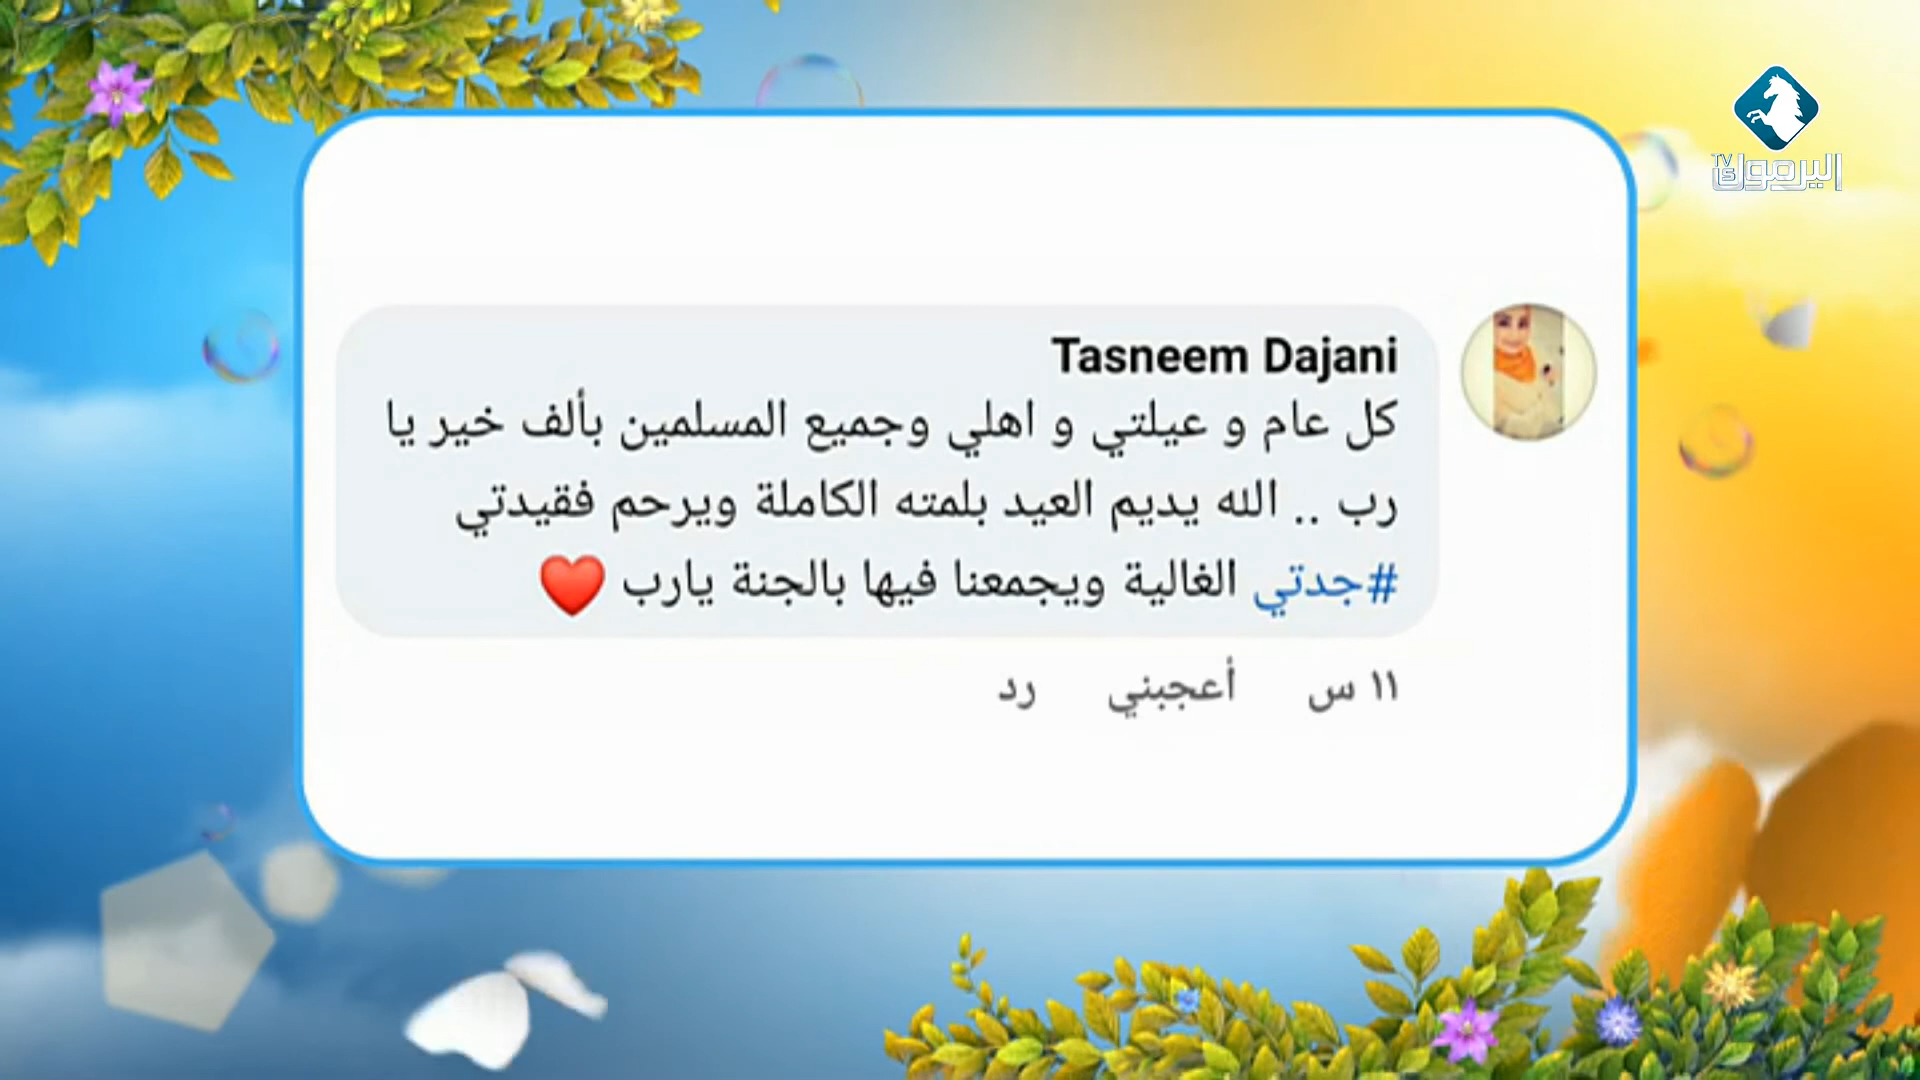 اليرموك
TV
Tasneem Dajani
كل عام و عيلتي و اهلي وجميع المسلمين بألف خير يا
رب .. الله يديم العيد بلمته الكاملة ويرحم فقيدتي
#جدتي الغالية ويجمعنا فيها بالجنة يارب ❤️
١١ س أعجبني رد